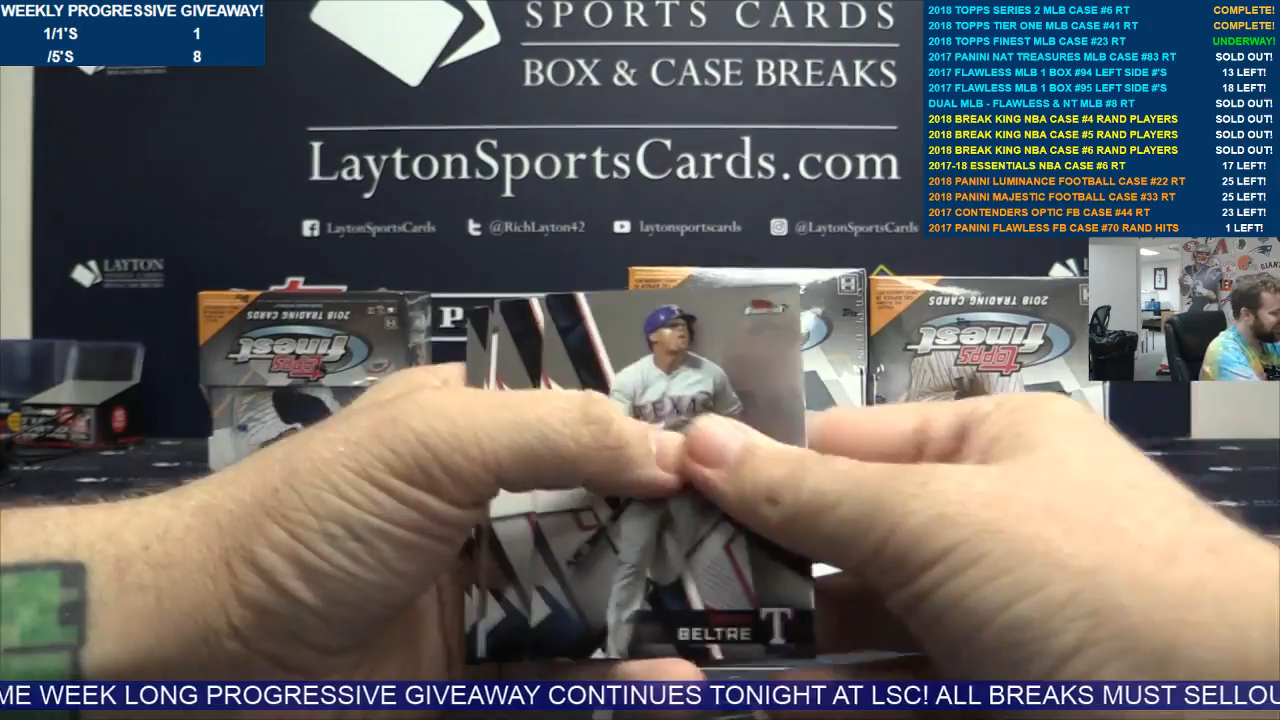 WEEKLY PROGRESSIVE GIVEAWAY!
1/1'S 1
/5'S 8
SPORTS CARDS
BOX & CASE BREAKS
LaytonSportsCards.com
LaytonSportsCards @RichLayton42 laytonsportscards @LaytonSportsCards
2018 TOPPS SERIES 2 MLB CASE #6 RT COMPLETE!
2018 TOPPS TIER ONE MLB CASE #41 RT COMPLETE!
2018 TOPPS FINEST MLB CASE #23 RT UNDERWAY!
2017 PANINI NAT TREASURES MLB CASE #83 RT SOLD OUT!
2017 FLAWLESS MLB 1 BOX #94 LEFT SIDE #'S 13 LEFT!
2017 FLAWLESS MLB 1 BOX #95 LEFT SIDE #'S 18 LEFT!
DUAL MLB - FLAWLESS & NT MLB #8 RT SOLD OUT!
2018 BREAK KING NBA CASE #4 RAND PLAYERS SOLD OUT!
2018 BREAK KING NBA CASE #5 RAND PLAYERS SOLD OUT!
2018 BREAK KING NBA CASE #6 RAND PLAYERS SOLD OUT!
2017-18 ESSENTIALS NBA CASE #6 RT 17 LEFT!
2018 PANINI LUMINANCE FOOTBALL CASE #22 RT 25 LEFT!
2018 PANINI MAJESTIC FOOTBALL CASE #33 RT 25 LEFT!
2017 CONTENDERS OPTIC FB CASE #44 RT 23 LEFT!
2017 PANINI FLAWLESS FB CASE #70 RAND HITS 1 LEFT!
LAYTON
SPORTS CARDS
2018 TRADING CARDS
TOPPS
finest
2018 TRADING CARDS
TOPPS
finest
TEXAS
BELTRE T
ME WEEK LONG PROGRESSIVE GIVEAWAY CONTINUES TONIGHT AT LSC! ALL BREAKS MUST SELLOU